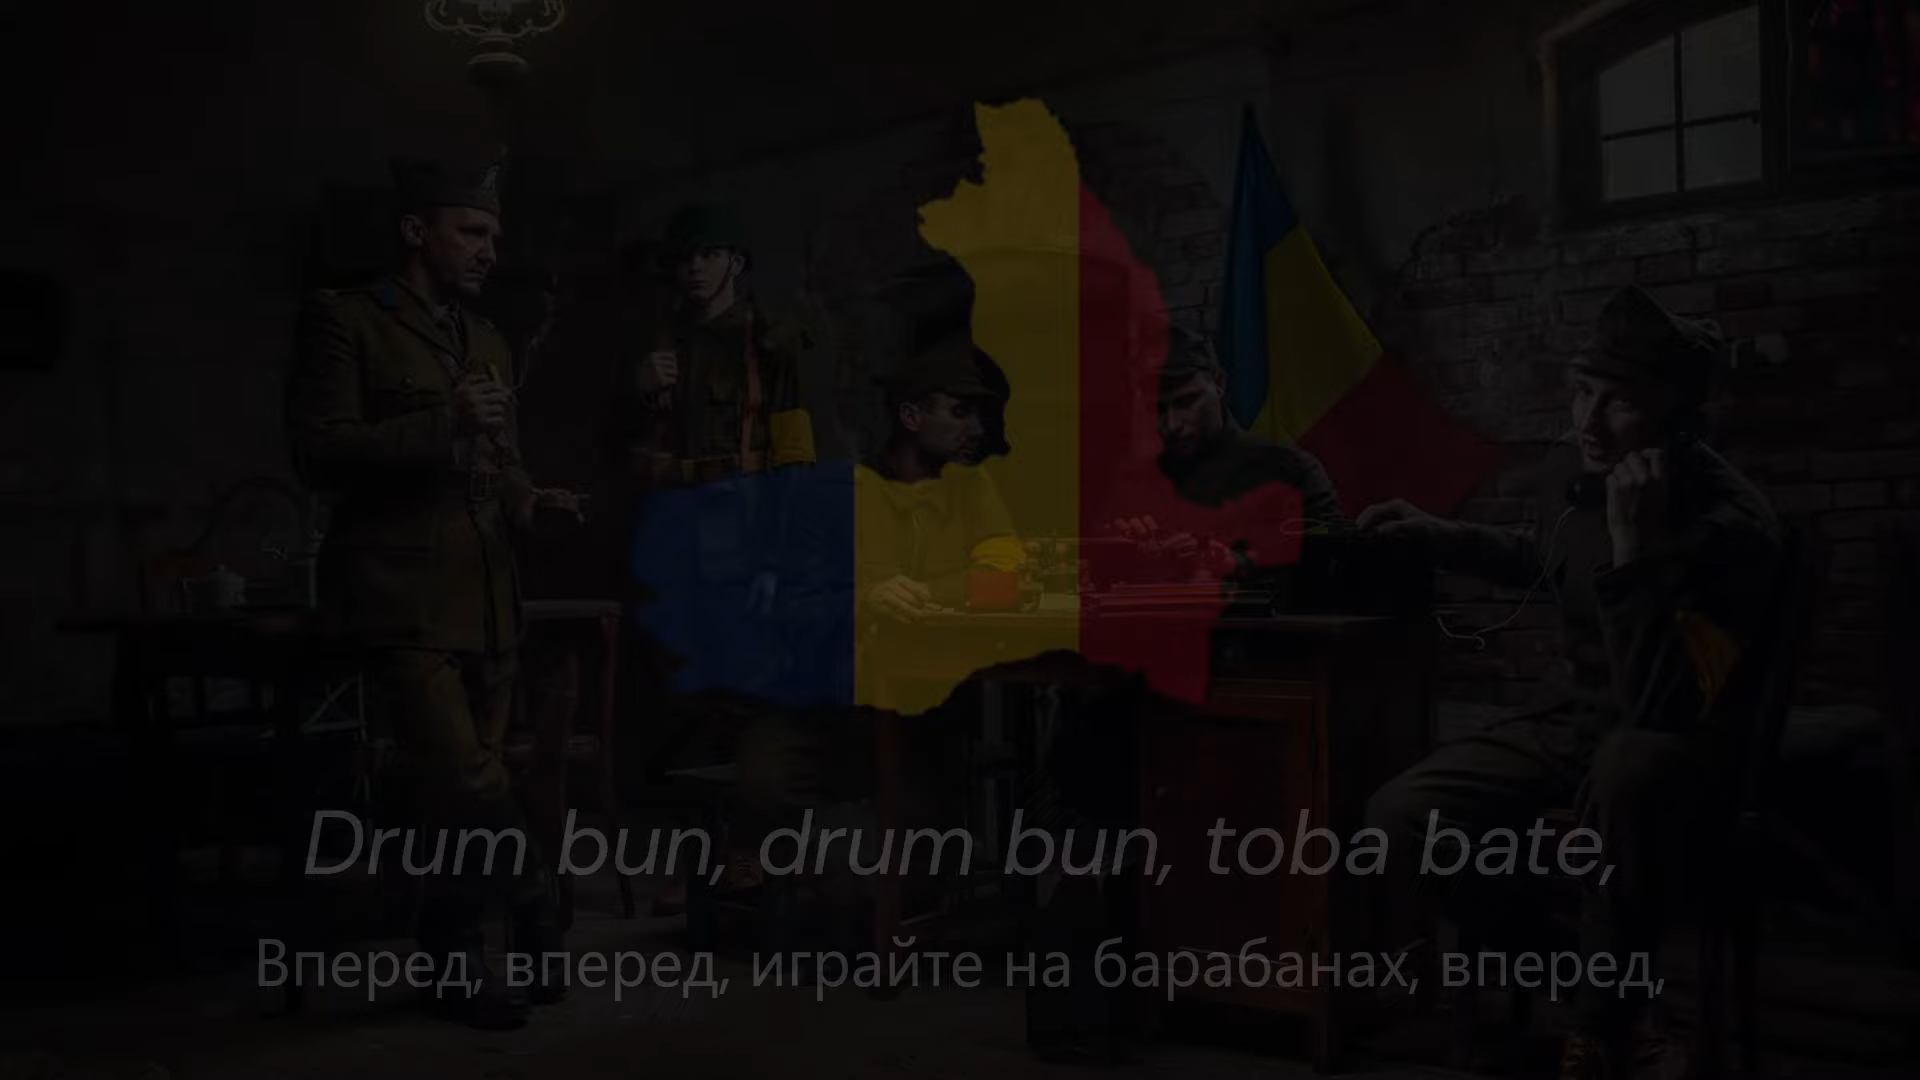 Drum bun, drum bun, toba bate,
Вперед, вперед, играйте на барабанах, вперед,